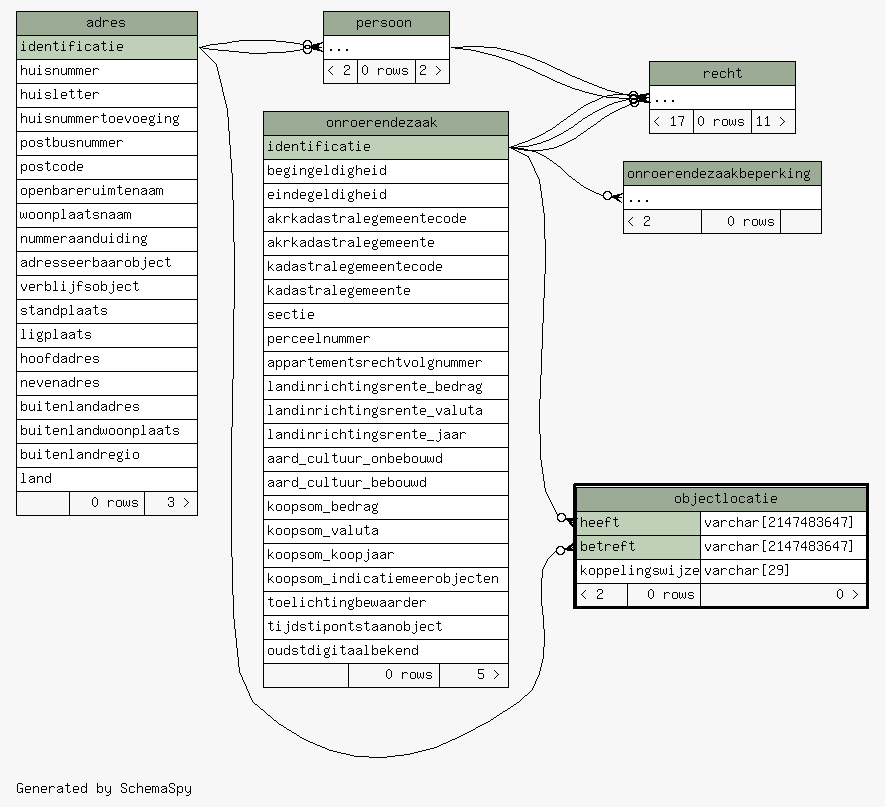 adres
identificatie
huisnummer
huisletter
huisnummertoevoeging
postbusnummer
postcode
openbareruimtenaam
woonplaatsnaam
nummeraanduiding
adresseerbaarobject
verblijfsobject
standplaats
ligplaats
hoofdadres
nevenadres
buitenlandadres
buitenlandwoonplaats
buitenlandregio
land
0 rows 3 >
persoon
...
< 2 0 rows 2 >
onroerendezaak
identificatie
begingeldigheid
eindegeldigheid
akrkadastralegemeentecode
akrkadastralegemeente
kadastralegemeentecode
kadastralegemeente
sectie
perceelnummer
appartementsrechtvolgnummer
landinrichtingsrente_bedrag
landinrichtingsrente_valuta
landinrichtingsrente_jaar
aard_cultuur_onbebouwd
aard_cultuur_bebouwd
koopsom_bedrag
koopsom_valuta
koopsom_koopjaar
koopsom_indicatiemeerobjecten
toelichtingbewaarder
tijdstipontstaanobject
oudstdigitaalbekend
0 rows 5 >
recht
...
< 17 0 rows 11 >
onroerendezaakbeperking
...
< 2 0 rows
objectlocatie
heeft varchar[2147483647]
betreft varchar[2147483647]
koppelingswijze varchar[29]
< 2 0 rows 0 >
Generated by SchemaSpy